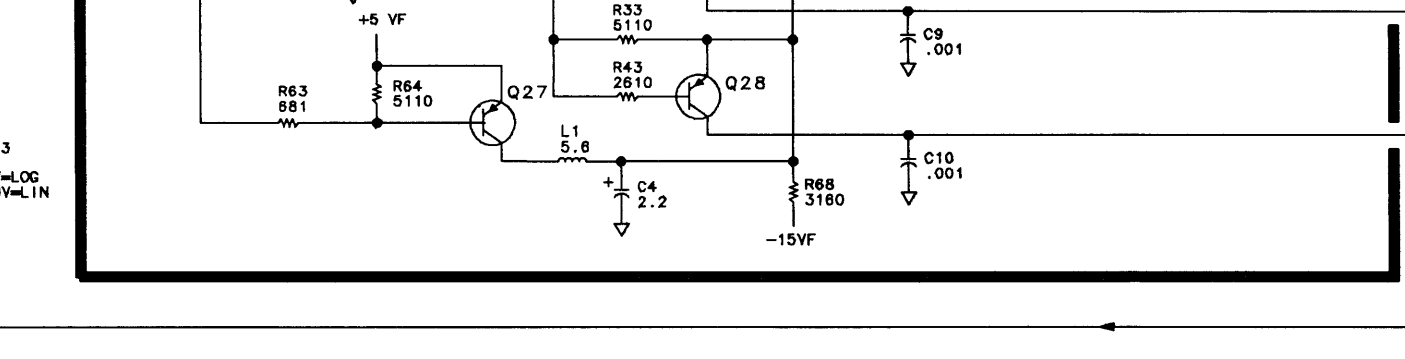 +5 VF
R33
5110
C9
.001
R43
2610
Q28
R64
5110
Q27
R63
681
L1
5.6
C10
.001
3
=LOG
V=LIN
+
C4
2.2
R68
3160
-15VF